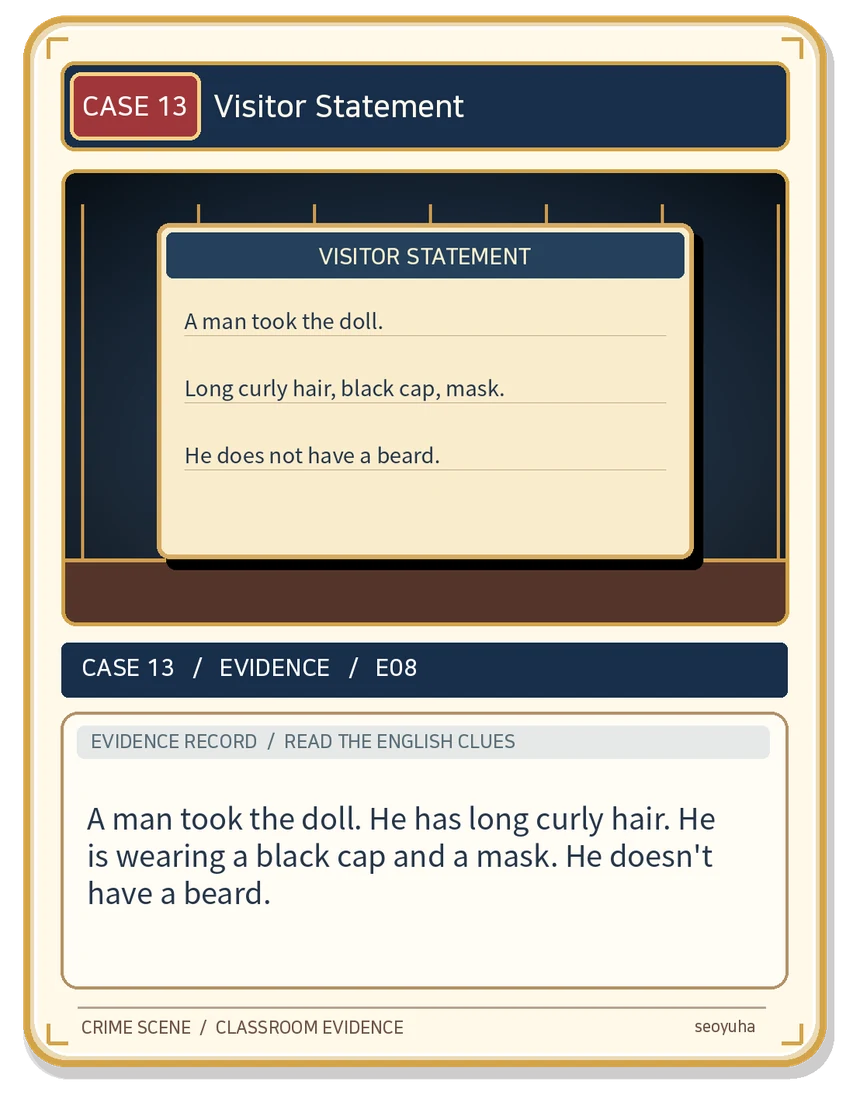 CASE 13 Visitor Statement
VISITOR STATEMENT
A man took the doll.
Long curly hair, black cap, mask.
He does not have a beard.
CASE 13 / EVIDENCE / E08
EVIDENCE RECORD / READ THE ENGLISH CLUES
A man took the doll. He has long curly hair. He
is wearing a black cap and a mask. He doesn't
have a beard.
CRIME SCENE / CLASSROOM EVIDENCE seoyuha